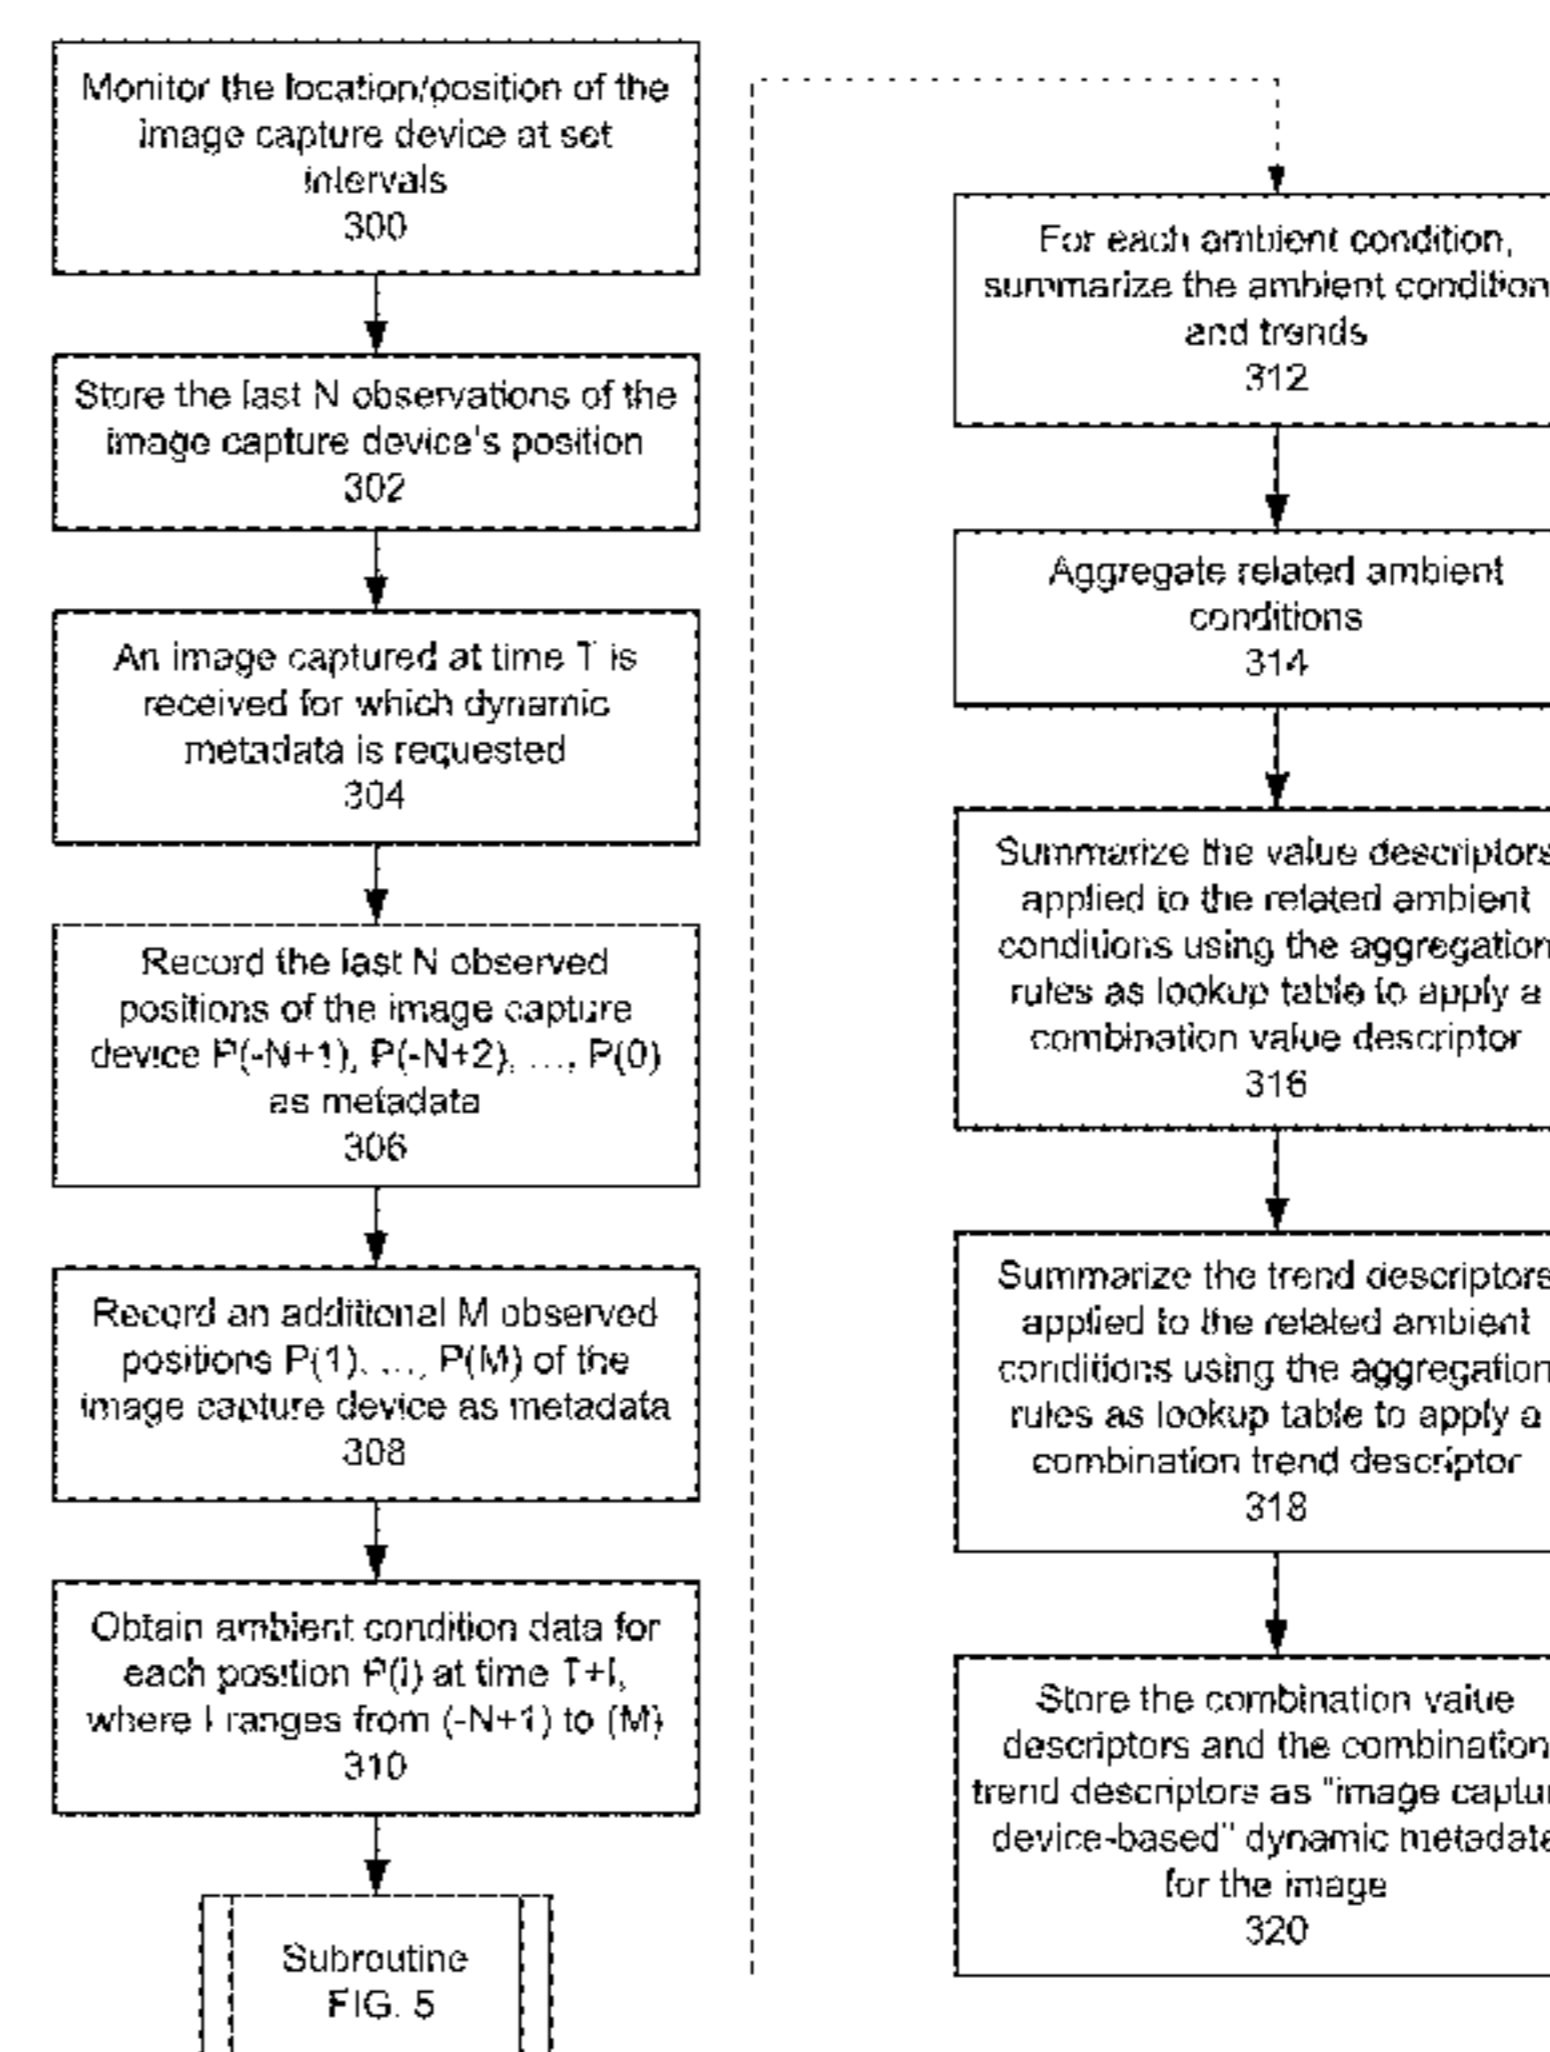 Monitor the location/position of the
image capture device at set
intervals
300
Store the last N observations of the
image capture device's position
302
An image captured at time T is
received for which dynamic
metadata is requested
304
Record the last N observed
positions of the image capture
device P(-N+1), P(-N+2), ..., P(0)
as metadata
306
Record an additional M observed
positions P(1), ..., P(M) of the
image capture device as metadata
308
Obtain ambient condition data for
each position P(i) at time T+I,
where I ranges from (-N+1) to (M)
310
Subroutine
FIG. 5
For each ambient condition,
summarize the ambient condition
and trends
312
Aggregate related ambient
conditions
314
Summarize the value descriptors
applied to the related ambient
conditions using the aggregation
rules as lookup table to apply a
combination value descriptor
316
Summarize the trend descriptors
applied to the related ambient
conditions using the aggregation
rules as lookup table to apply a
combination trend descriptor
318
Store the combination value
descriptors and the combination
trend descriptors as "image captur
device-based" dynamic metadata
for the image
320